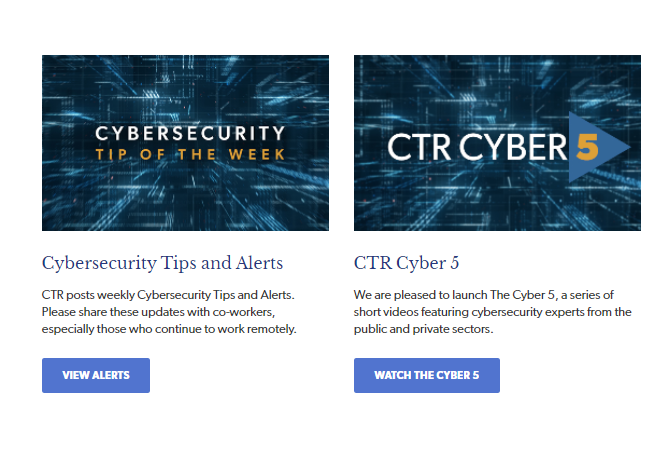 CYBERSECURITY
TIP OF THE WEEK
Cybersecurity Tips and Alerts
CTR posts weekly Cybersecurity Tips and Alerts.
Please share these updates with co-workers,
especially those who continue to work remotely.
VIEW ALERTS
CTR CYBER 5
CTR Cyber 5
We are pleased to launch The Cyber 5, a series of
short videos featuring cybersecurity experts from the
public and private sectors.
WATCH THE CYBER 5